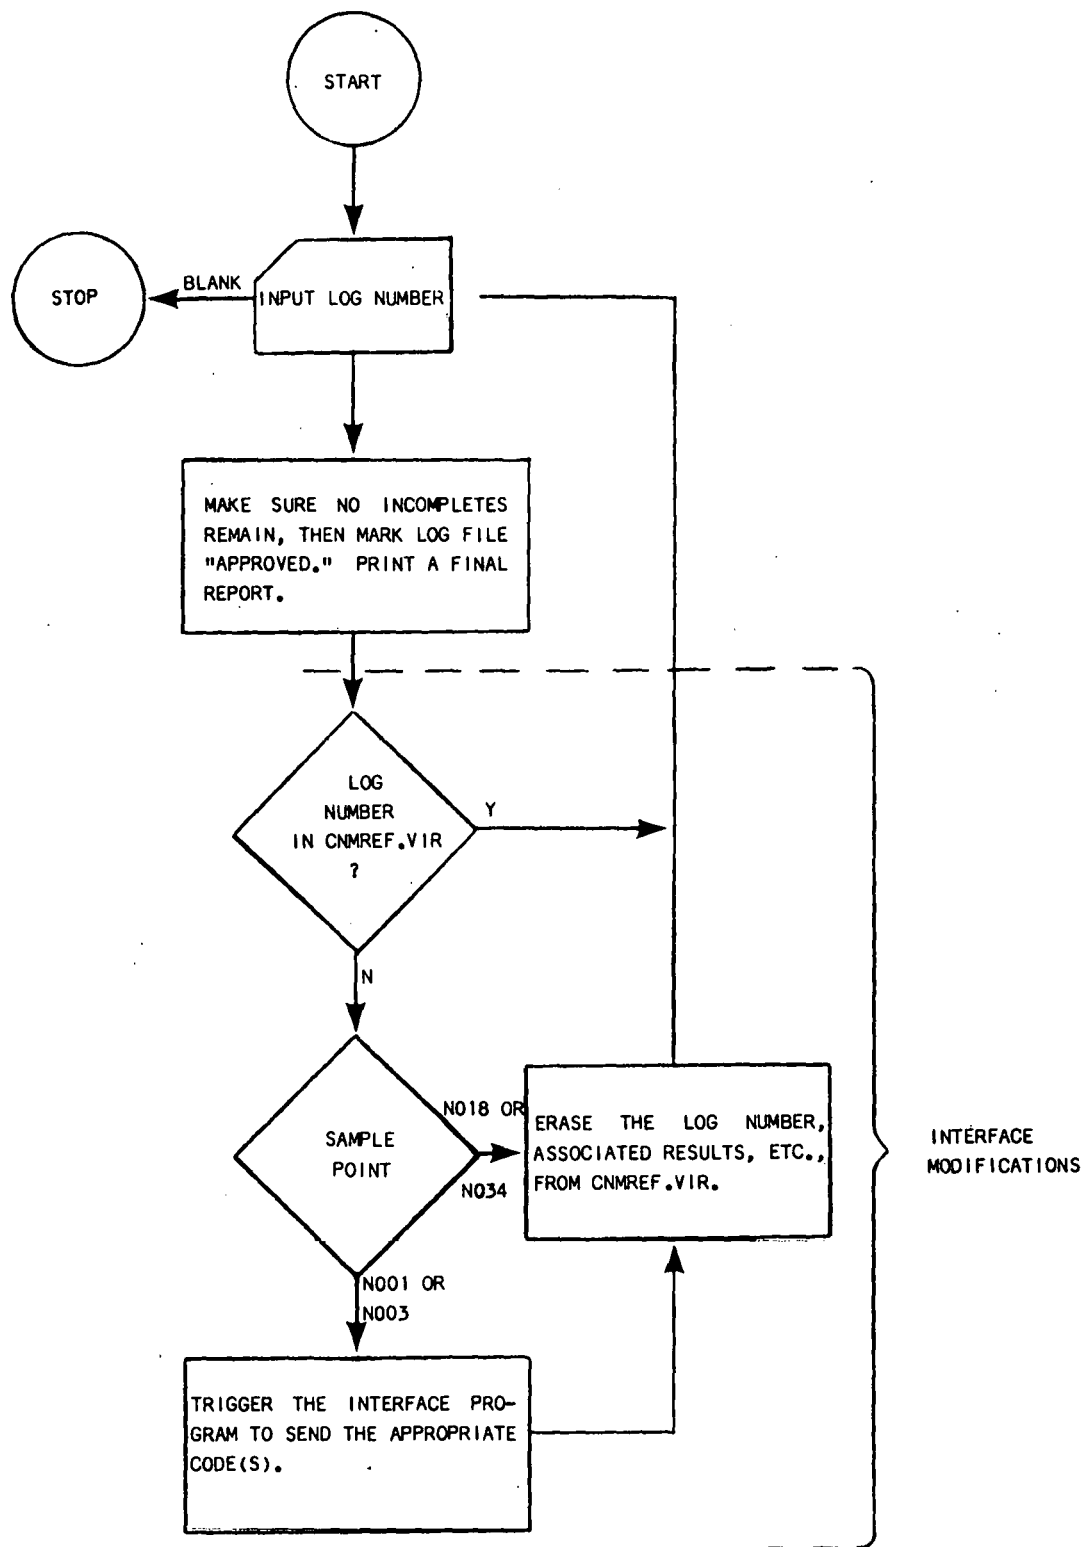 START
STOP
BLANK
INPUT LOG NUMBER
MAKE SURE NO INCOMPLETES
REMAIN, THEN MARK LOG FILE
"APPROVED." PRINT A FINAL
REPORT.
LOG
NUMBER
IN CNMREF.VIR
?
Y
N
SAMPLE
POINT
N018 OR
N034
ERASE THE LOG NUMBER,
ASSOCIATED RESULTS, ETC.,
FROM CNMREF.VIR.
INTERFACE
MODIFICATIONS
N001 OR
N003
TRIGGER THE INTERFACE PRO-
GRAM TO SEND THE APPROPRIATE
CODE(S).